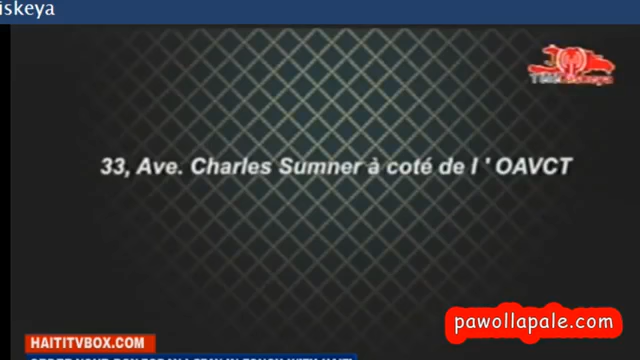 iskeya
33, Ave. Charles Sumner à coté de l ' OAVCT
pawollapale.com
HAITITVBOX.COM